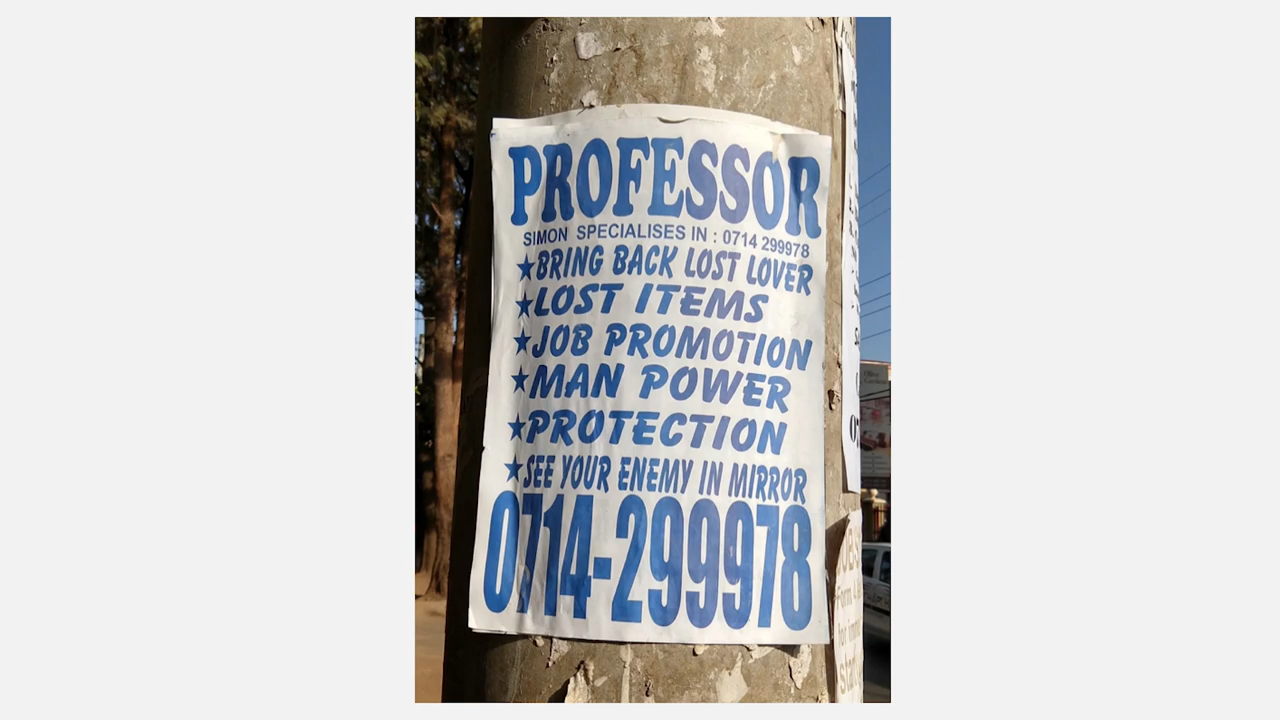 PROFESSOR
SIMON SPECIALISES IN : 0714 299978
★BRING BACK LOST LOVER
★LOST ITEMS
★JOB PROMOTION
★MAN POWER
★PROTECTION
★SEE YOUR ENEMY IN MIRROR
0714-299978